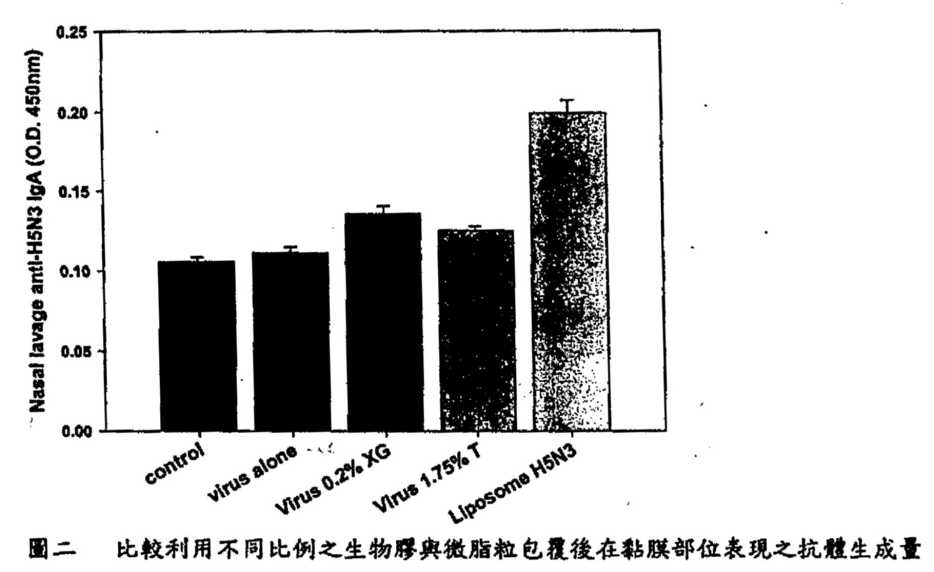 Nasal lavage anti-H5N3 IgA (O.D. 450nm)
0.25
0.20
0.15
0.10
0.05
0.00
control
virus alone
Virus 0.2% XG
Virus 1.75% T
Liposome H5N3
圖二 比較利用不同比例之生物膠與微脂粒包覆後在黏膜部位表現之抗體生成量